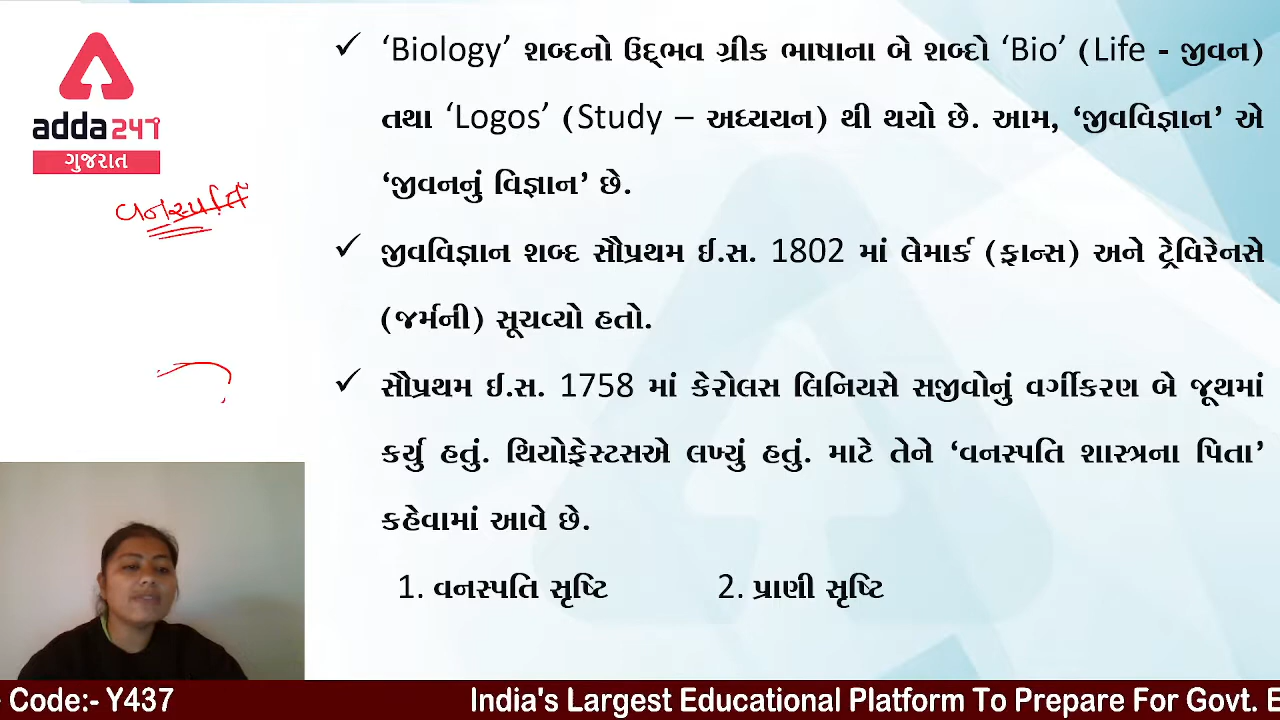 ✓ ‘Biology’ શબ્દનો ઉદ્‌ભવ ગ્રીક ભાષાના બે શબ્દો ‘Bio’ (Life - જીવન)
તથા ‘Logos’ (Study – અધ્યયન) થી થયો છે. આમ, ‘જીવવિજ્ઞાન’ એ
‘જીવનનું વિજ્ઞાન’ છે.
✓ જીવવિજ્ઞાન શબ્દ સૌપ્રથમ ઈ.સ. 1802 માં લેમાર્ક (ફ્રાન્સ) અને ટ્રેવિરેનસે
(જર્મની) સૂચવ્યો હતો.
✓ સૌપ્રથમ ઈ.સ. 1758 માં કેરોલસ લિનિયસે સજીવોનું વર્ગીકરણ બે જૂથમાં
કર્યુ હતું. થિયોફ્રેસ્ટસએ લખ્યું હતું. માટે તેને ‘વનસ્પતિ શાસ્ત્રના પિતા’
કહેવામાં આવે છે.
1. વનસ્પતિ સૃષ્ટિ 2. પ્રાણી સૃષ્ટિ
adda247
ગુજરાત
વનસ્પતિ
Code:- Y437 India's Largest Educational Platform To Prepare For Govt. E